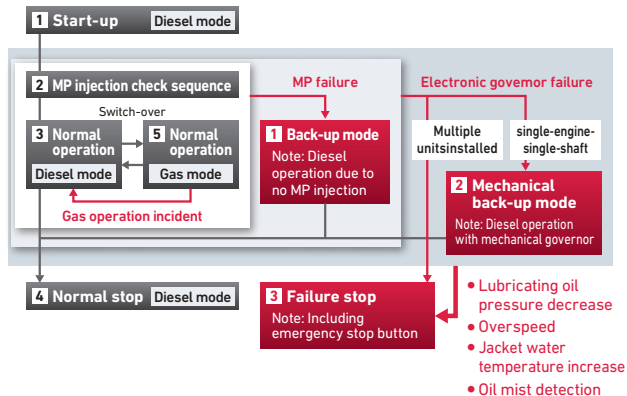 1 Start-up Diesel mode
2 MP injection check sequence
MP failure
Electronic governor failure
Switch-over
3 Normal
operation
Diesel mode
5 Normal
operation
Gas mode
Gas operation incident
1 Back-up mode
Note: Diesel
operation due to
no MP injection
Multiple
unitsinstalled
single-engine-
single-shaft
2 Mechanical
back-up mode
Note: Diesel operation
with mechanical governor
4 Normal stop Diesel mode
3 Failure stop
Note: Including
emergency stop button
• Lubricating oil
pressure decrease
• Overspeed
• Jacket water
temperature increase
• Oil mist detection